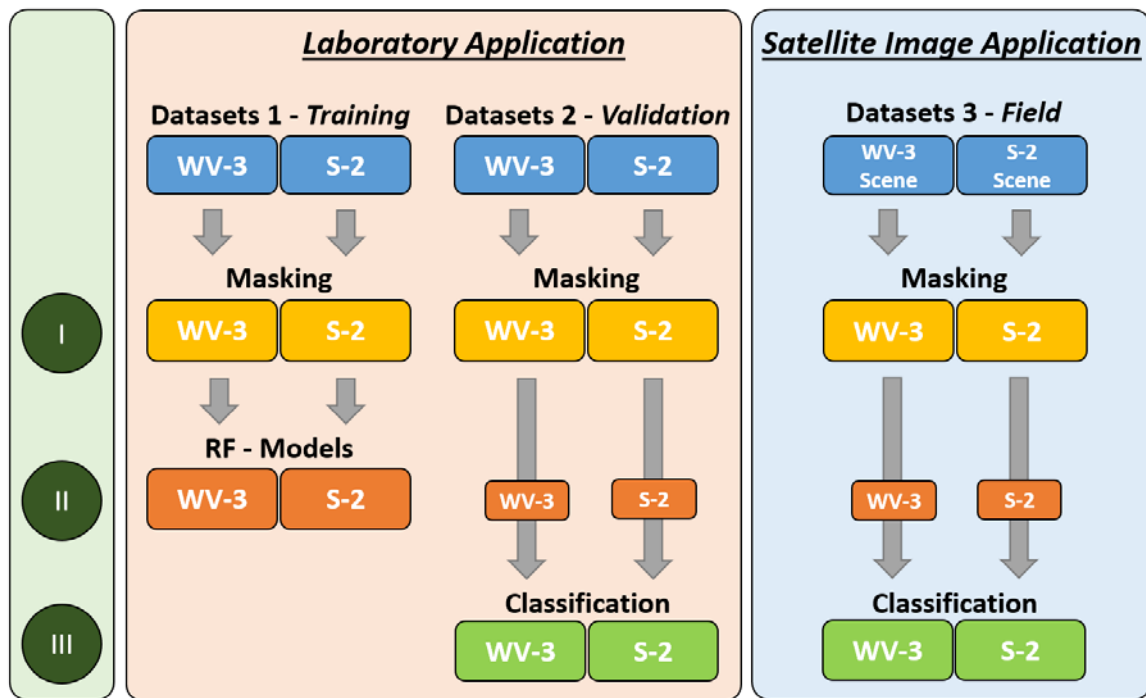 Laboratory Application
Satellite Image Application
Datasets 1 - Training
Datasets 2 - Validation
Datasets 3 - Field
WV-3
S-2
WV-3
S-2
WV-3
Scene
S-2
Scene
Masking
Masking
Masking
I
WV-3
S-2
WV-3
S-2
WV-3
S-2
RF - Models
II
WV-3
S-2
WV-3
S-2
WV-3
S-2
Classification
Classification
III
WV-3
S-2
WV-3
S-2